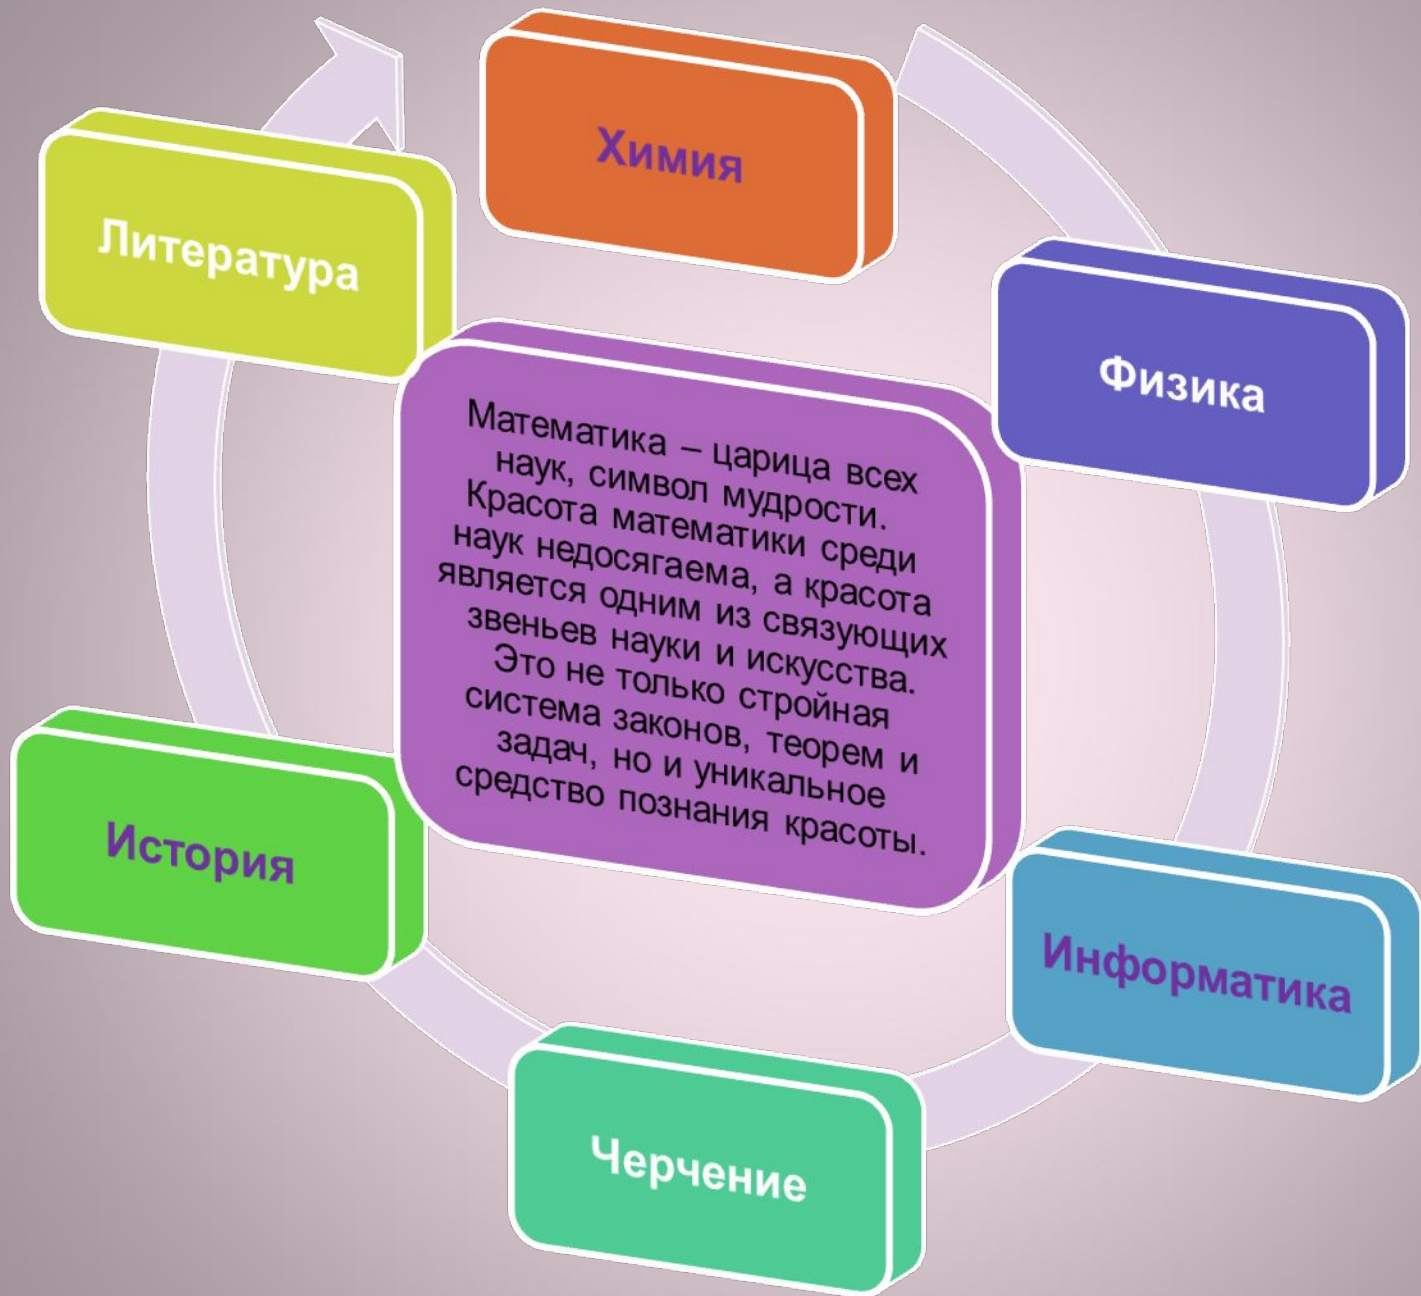 Химия
Литература
Физика
Математика – царица всех
наук, символ мудрости.
Красота математики среди
наук недосягаема, а красота
является одним из связующих
звеньев науки и искусства.
Это не только стройная
система законов, теорем и
задач, но и уникальное
средство познания красоты.
История
Информатика
Черчение